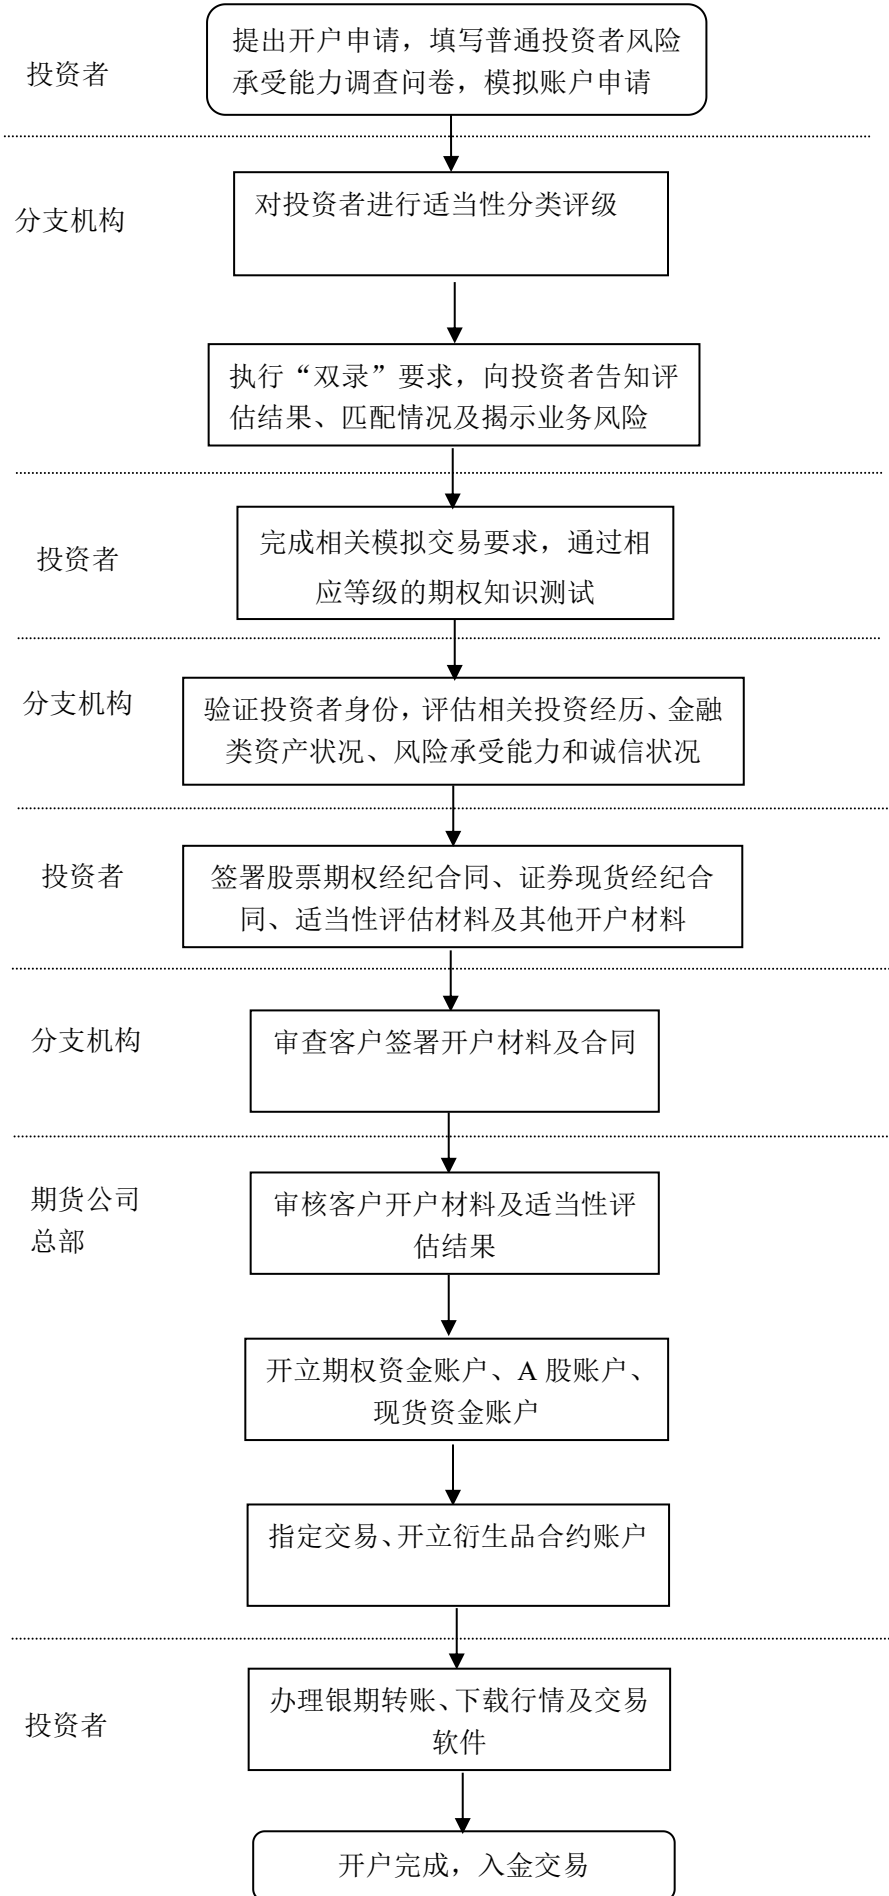 提出开户申请，填写普通投资者风险
承受能力调查问卷，模拟账户申请
投资者
对投资者进行适当性分类评级
分支机构
执行“双录”要求，向投资者告知评
估结果、匹配情况及揭示业务风险
完成相关模拟交易要求，通过相
应等级的期权知识测试
投资者
分支机构
验证投资者身份，评估相关投资经历、金融
类资产状况、风险承受能力和诚信状况
投资者
签署股票期权经纪合同、证券现货经纪合
同、适当性评估材料及其他开户材料
分支机构
审查客户签署开户材料及合同
期货公司
总部
审核客户开户材料及适当性评
估结果
开立期权资金账户、A 股账户、
现货资金账户
指定交易、开立衍生品合约账户
办理银期转账、下载行情及交易
软件
投资者
开户完成，入金交易